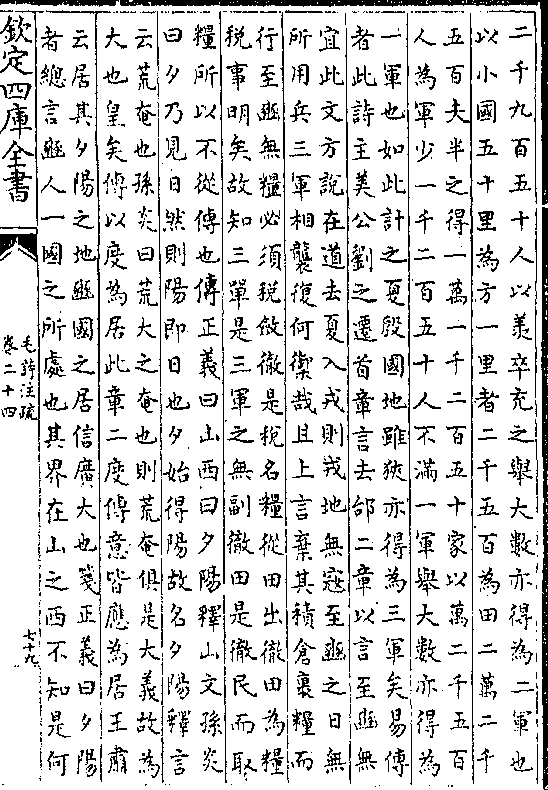 二千九百五十人以羡卒充之舉大數亦得為二軍也
以小國五十里為方一里者二千五百為田二萬二千
五百夫半之得一萬一千二百五十家以萬二千五百
人為軍少一千二百五十人不滿一軍舉大數亦得為
一軍也如此計之夏殷國地雖狹亦得為三軍矣易傳
者此詩主美公劉之遷首章言去邰二章以言至豳無
宜此文方說在道去夏入戎則戎地無寇至豳之日無
所用兵三軍相襲復何禦哉且上言棄其積倉裹糧而
行至豳無糧必須稅斂徹是稅名糧從田出徹田為糧
稅事明矣故知三單是三軍之無副徹田是徹民而取
糧所以不從傳也傳正義曰山西曰夕陽釋山文孫炎
曰夕乃見日然則陽即日也夕始得陽故名夕陽釋言
云荒奄也孫炎曰荒大之奄也則荒奄俱是大義故為
大也皇矣傳以度為居此章二度傳意皆應為居王肅
云居其夕陽之地豳國之居信廣大也箋正義曰夕陽
者總言豳人一國之所處也其界在山之西不知是何
欽定四庫全書
毛詩注疏
卷二十四
七十九